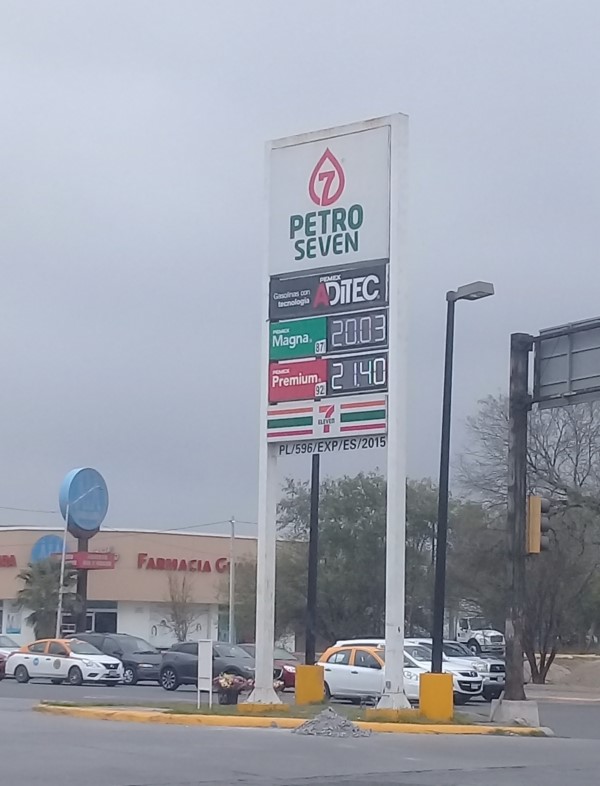 7
PETRO
SEVEN
Gasolinas con
tecnología
PEMEX
ADITEC
PEMEX
Magna
87
20.03
PEMEX
Premium
92
21.40
7
ELEVEN
PL/596/EXP/ES/2015
FARMACIA G